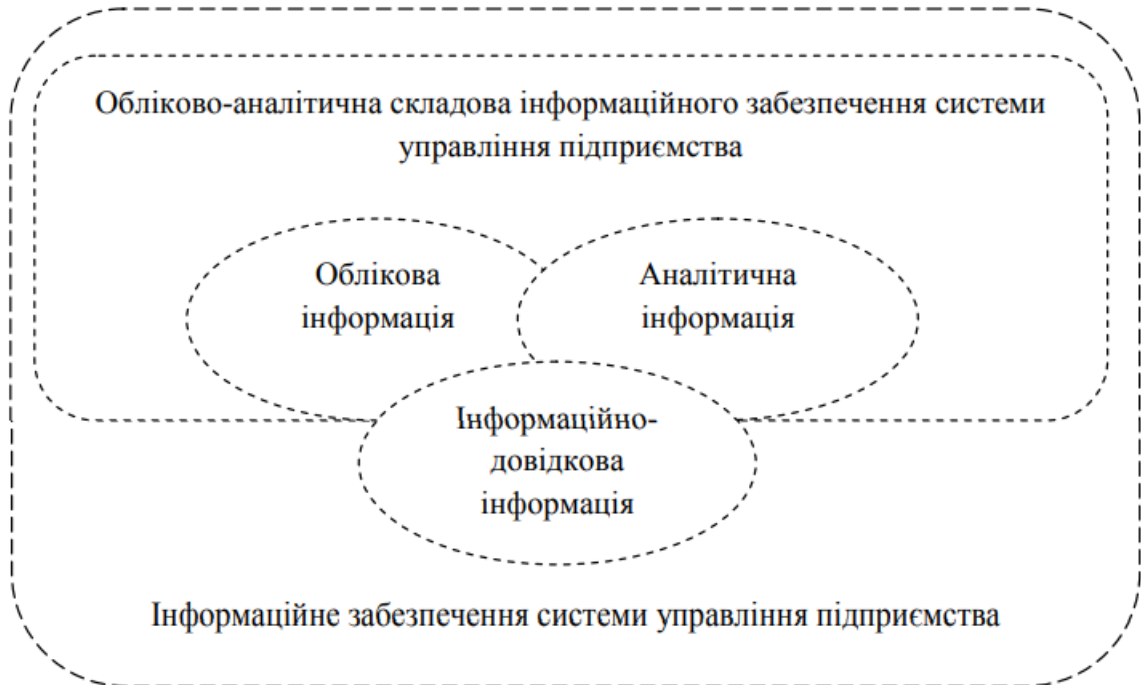 Обліково-аналітична складова інформаційного забезпечення системи
управління підприємства
Облікова
інформація
Аналітична
інформація
Інформаційно-
довідкова
інформація
Інформаційне забезпечення системи управління підприємства